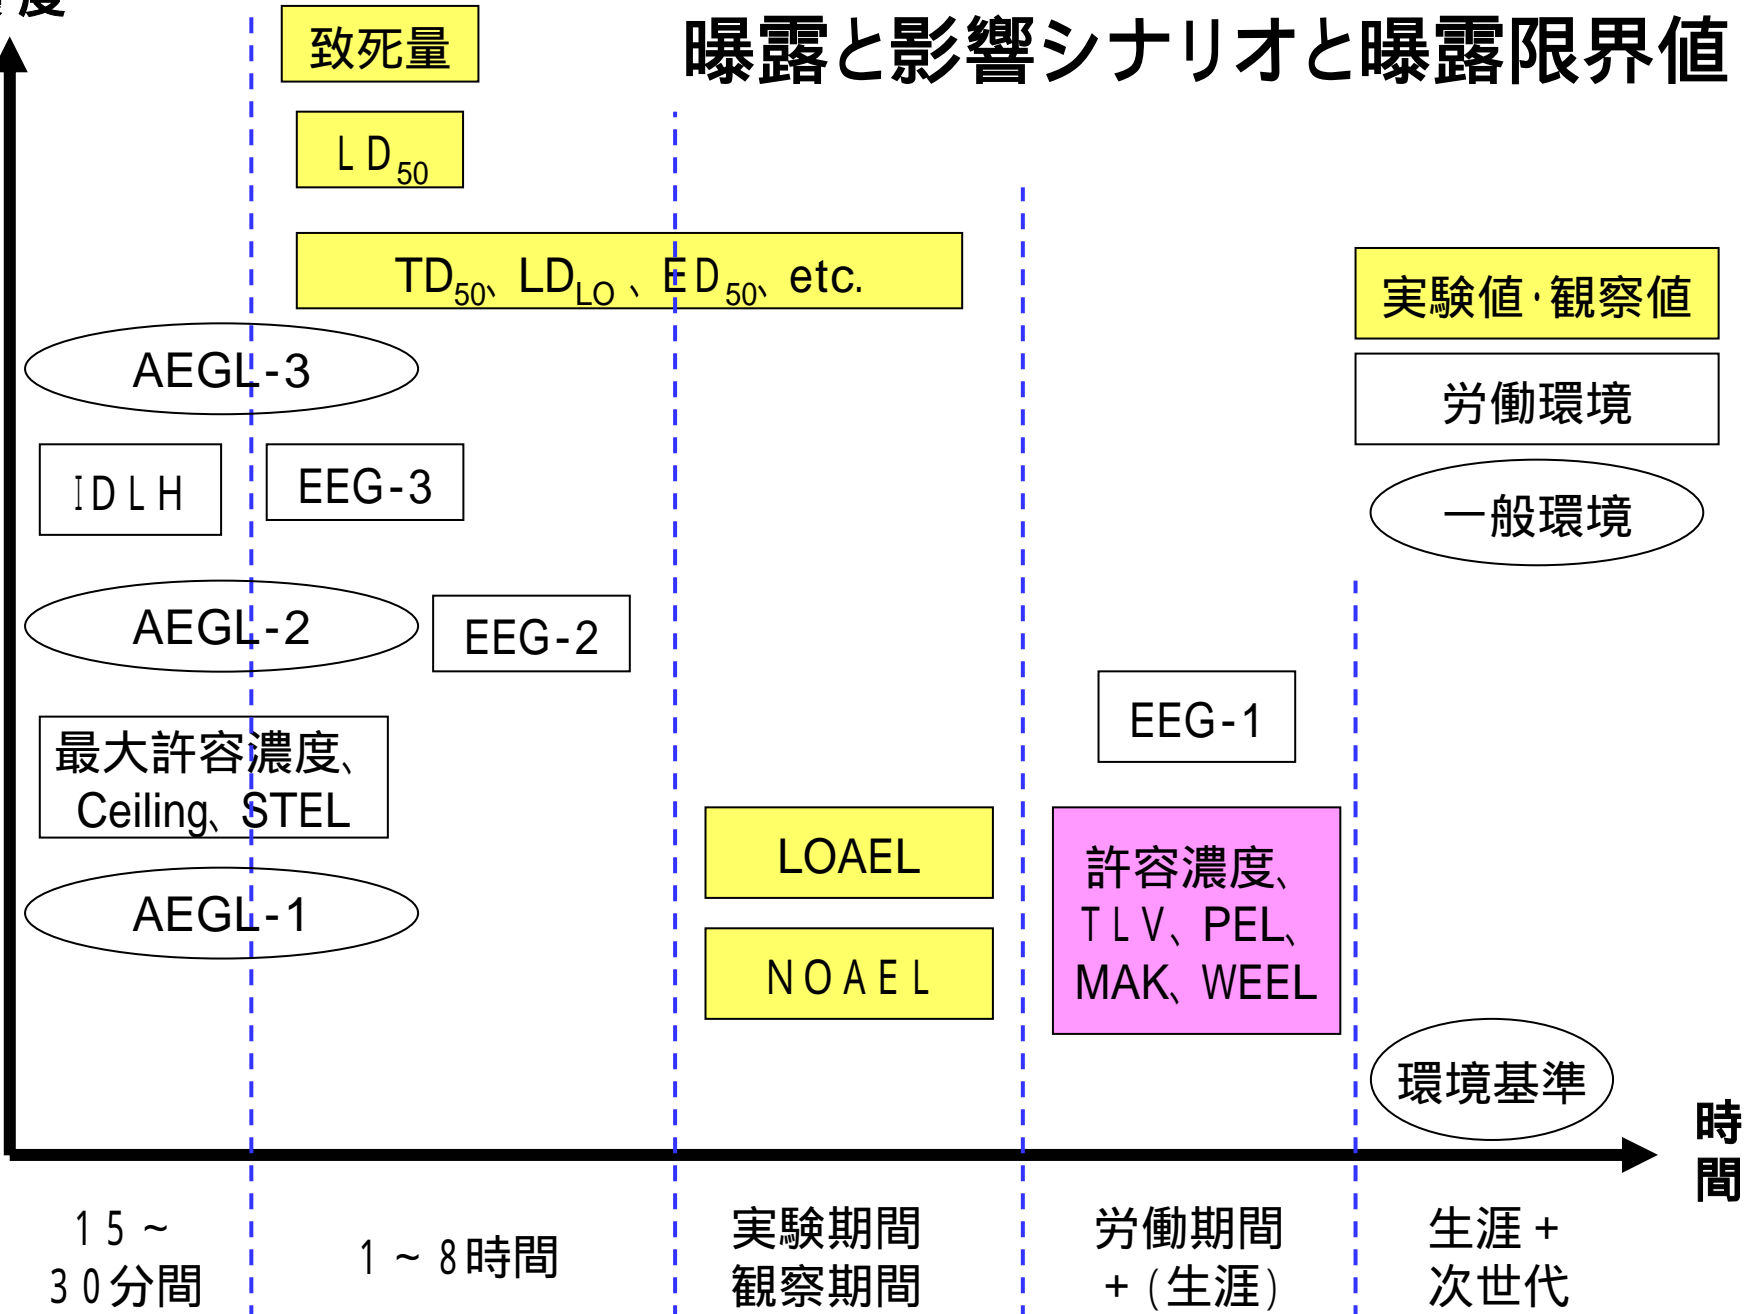 曝露と影響シナリオと曝露限界値
度
致死量
LD50
TD50、LDLO、ED50、etc.
実験値・観察値
労働環境
一般環境
AEGL-3
IDLH
EEG-3
AEGL-2
EEG-2
EEG-1
最大許容濃度、
Ceiling、STEL
AEGL-1
LOAEL
NOAEL
許容濃度、
TLV、PEL、
MAK、WEEL
環境基準
時
間
15~
30分間
1~8時間
実験期間
観察期間
労働期間
+(生涯)
生涯+
次世代